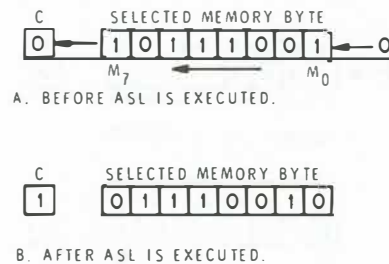 C SELECTED MEMORY BYTE
0 1 0 1 1 1 0 0 1 0
M7 M0
A. BEFORE ASL IS EXECUTED.
C SELECTED MEMORY BYTE
1 0 1 1 1 0 0 1 0
B. AFTER ASL IS EXECUTED.